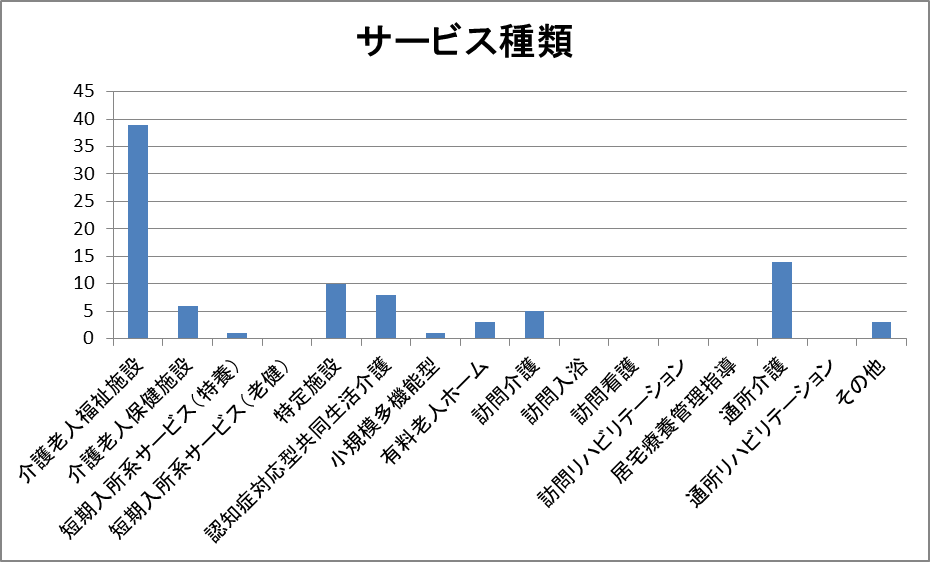 サービス種類
45
40
35
30
25
20
15
10
5
0
介護老人福祉施設
介護老人保健施設
短期入所系サービス(特養)
短期入所系サービス(老健)
特定施設
認知症対応型共同生活介護
小規模多機能型
有料老人ホーム
訪問介護
訪問入浴
訪問看護
訪問リハビリテーション
居宅療養管理指導
通所介護
通所リハビリテーション
その他